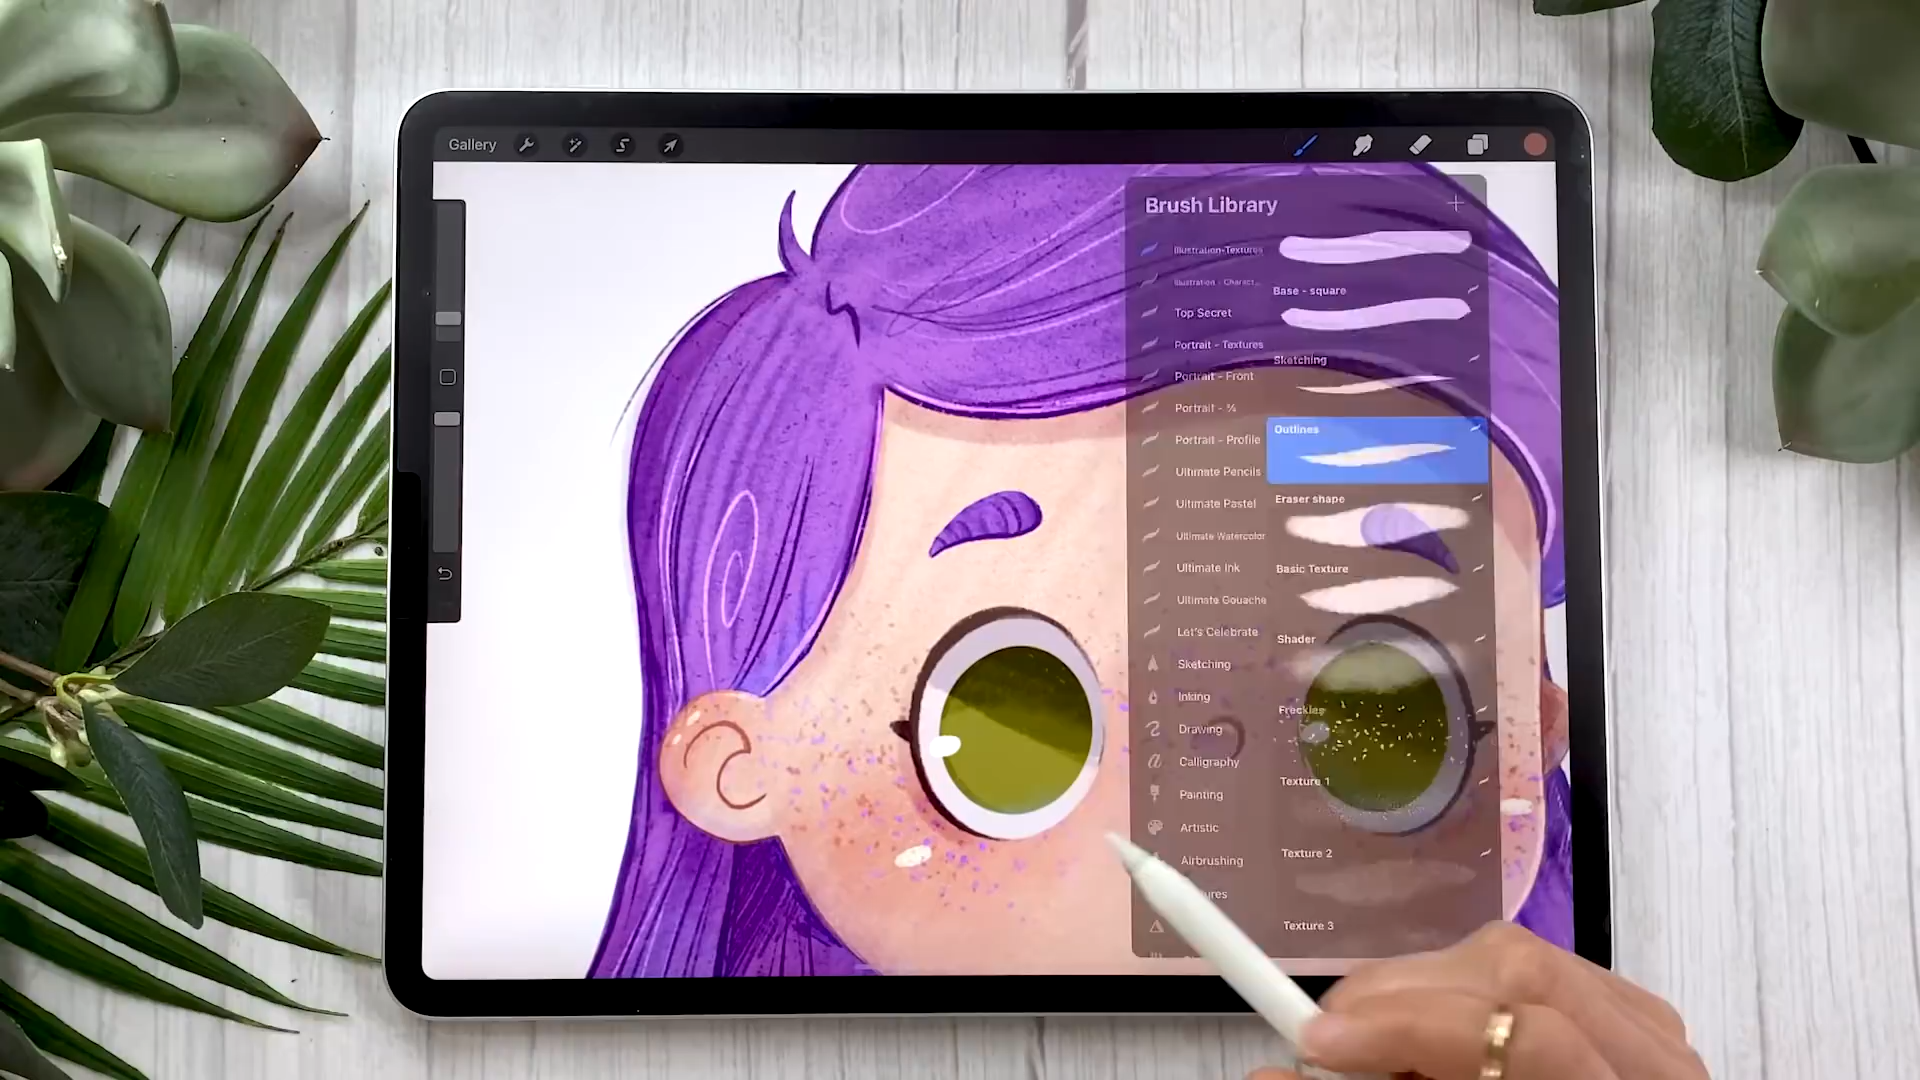 Gallery
Brush Library
Illustration-Textures
Illustration - Charact...
Top Secret
Portrait - Textures
Portrait - Front
Portrait - ¾
Portrait - Profile
Ultimate Pencils
Ultimate Pastel
Ultimate Watercolor
Ultimate Ink
Ultimate Gouache
Let's Celebrate
Sketching
Inking
Drawing
Calligraphy
Painting
Artistic
Airbrushing
Base - square
Sketching
Outlines
Eraser shape
Basic Texture
Shader
Freckles
Texture 1
Texture 2
Texture 3